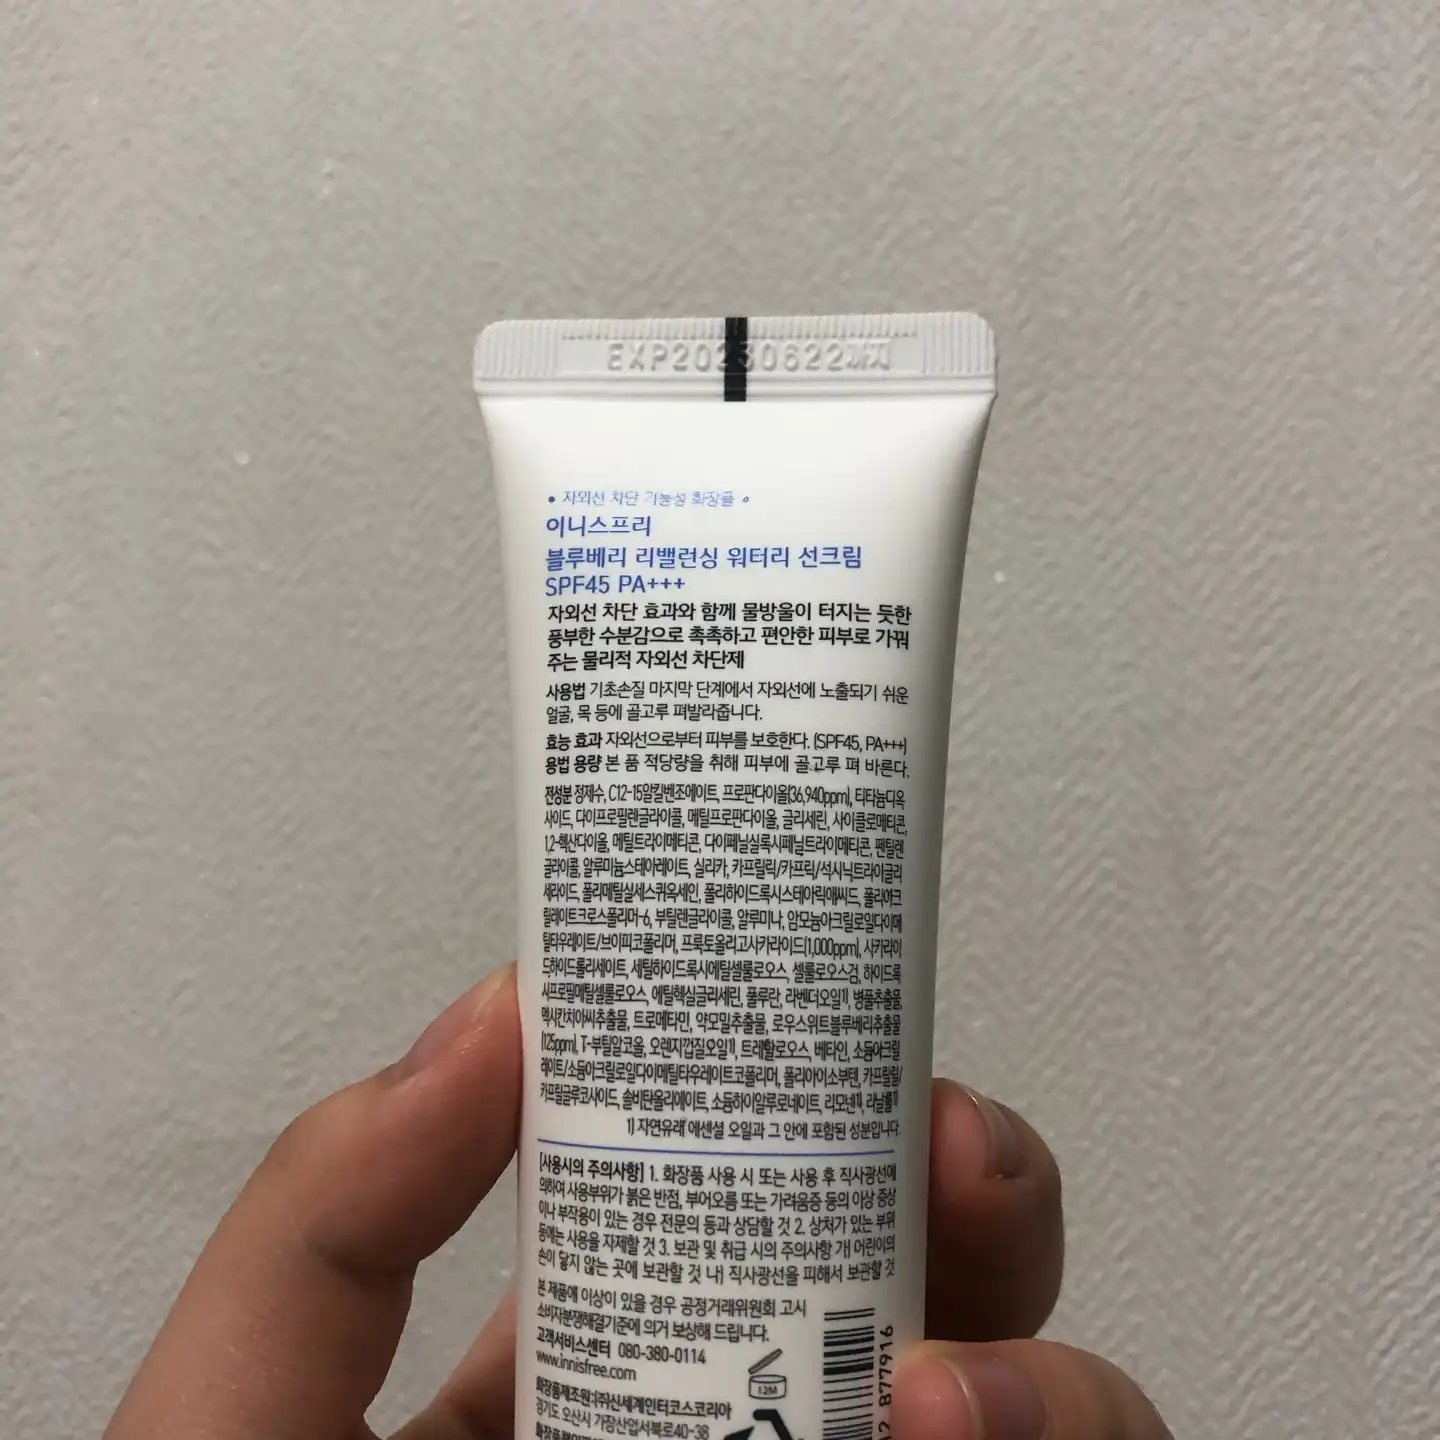 EXP20230622까지
• 자외선 차단 기능성 화장품 •
이니스프리
블루베리 리밸런싱 워터리 선크림
SPF45 PA+++
자외선 차단 효과와 함께 물방울이 터지는 듯한
풍부한 수분감으로 촉촉하고 편안한 피부로 가꿔
주는 물리적 자외선 차단제
사용법 기초손질 마지막 단계에서 자외선에 노출되기 쉬운
얼굴, 목 등에 골고루 펴발라줍니다.
효능 효과 자외선으로부터 피부를 보호한다. (SPF45, PA+++)
용법 용량 본 품 적당량을 취해 피부에 골고루 펴 바른다.
전성분 정제수, C12-15알킬벤조에이트, 프로판다이올(36,940ppm), 티타늄디옥
사이드, 다이프로필렌글라이콜, 메틸프로판다이올, 글리세린, 사이클로메티콘,
1,2-헥산다이올, 메틸트라이메티콘, 다이페닐실록시페닐트라이메티콘, 펜틸렌
글라이콜, 알루미늄스테아레이트, 실리카, 카프릴릭/카프릭/석시닉트라이글리
세라이드, 폴리메틸실세스퀴옥세인, 폴리하이드록시스테아릭애씨드, 폴리아크
릴레이트크로스폴리머-6, 부틸렌글라이콜, 알루미나, 암모늄아크릴로일다이메
틸타우레이트/브이피코폴리머, 프룩토올리고사카라이드(1,000ppm), 사카라이
드하이드롤리세이트, 세틸하이드록시에틸셀룰로오스, 셀룰로오스검, 하이드록
시프로필메틸셀룰로오스, 에틸헥실글리세린, 풀루란, 라벤더오일1), 병풀추출물,
멕시칸치아씨추출물, 트로메타민, 약모밀추출물, 로우스위트블루베리추출물
(125ppm), T-부틸알코올, 오렌지껍질오일1), 트레할로오스, 베타인, 소듐아크릴
레이트/소듐아크릴로일다이메틸타우레이트코폴리머, 폴리아이소부텐, 카프릴릴/
카프릴글루코사이드, 솔비탄올리에이트, 소듐하이알루로네이트, 리모넨1), 리날룰1)
1) 자연유래 에센셜 오일과 그 안에 포함된 성분입니다.
[사용시의 주의사항] 1. 화장품 사용 시 또는 사용 후 직사광선에
의하여 사용부위가 붉은 반점, 부어오름 또는 가려움증 등의 이상 증상
이나 부작용이 있는 경우 전문의 등과 상담할 것 2. 상처가 있는 부위
등에는 사용을 자제할 것 3. 보관 및 취급 시의 주의사항 가) 어린이의
손이 닿지 않는 곳에 보관할 것 나) 직사광선을 피해서 보관할 것
본 제품에 이상이 있을 경우 공정거래위원회 고시
소비자분쟁해결기준에 의거 보상해 드립니다.
고객서비스센터 080-380-0114
www.innisfree.com
12M
화장품제조원:(주)신세계인터코스코리아
경기도 오산시 가장산업서북로40-38
12 877916